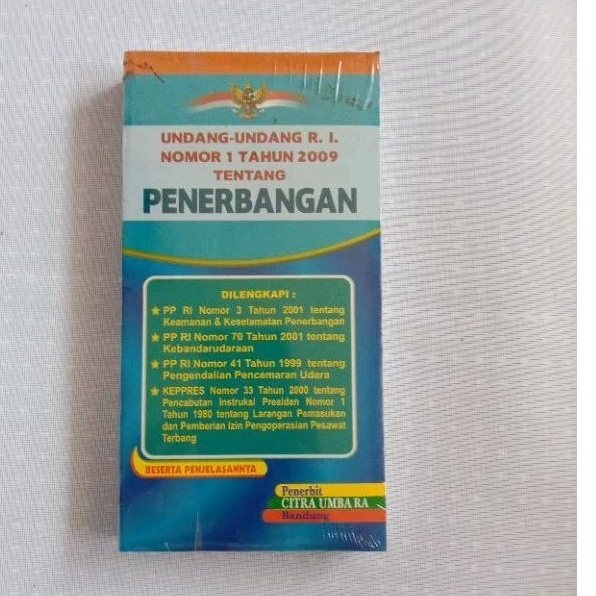 UNDANG-UNDANG R. I.
NOMOR 1 TAHUN 2009
TENTANG
PENERBANGAN
DILENGKAPI :
★ PP RI Nomor 3 Tahun 2001 tentang
Keamanan & Keselamatan Penerbangan
★ PP RI Nomor 70 Tahun 2001 tentang
Kebandarudaraan
★ PP RI Nomor 41 Tahun 1999 tentang
Pengendalian Pencemaran Udara
★ KEPPRES Nomor 33 Tahun 2000 tentang
Pencabutan Instruksi Presiden Nomor 1
Tahun 1980 tentang Larangan Pemasukan
dan Pemberian Izin Pengoperasian Pesawat
Terbang
BESERTA PENJELASANNYA
Penerbit
CITRA UMBARA
Bandung